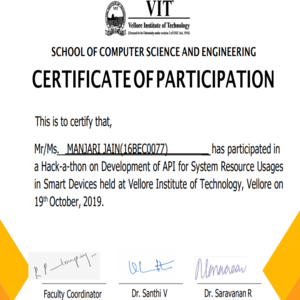 VIT
Vellore Institute of Technology
(Deemed to be University under section 3 of UGC Act, 1956)
SCHOOL OF COMPUTER SCIENCE AND ENGINEERING
CERTIFICATE OF PARTICIPATION
This is to certify that,
Mr/Ms. MANJARI JAIN(16BEC0077) has participated in
a Hack-a-thon on Development of API for System Resource Usages
in Smart Devices held at Vellore Institute of Technology, Vellore on
19th October, 2019.
Faculty Coordinator Dr. Santhi V Dr. Saravanan R